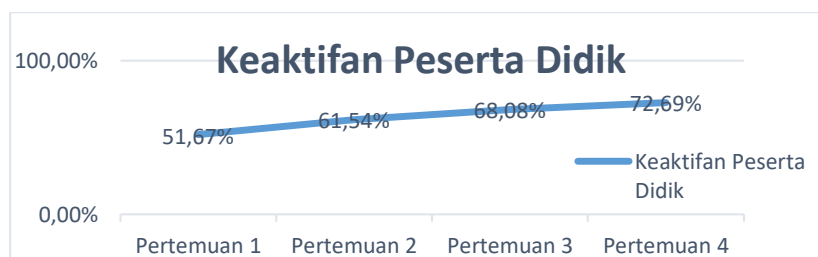 Keaktifan Peserta Didik
100,00%
51,67%
61,54%
68,08%
72,69%
Keaktifan Peserta
Didik
0,00%
Pertemuan 1
Pertemuan 2
Pertemuan 3
Pertemuan 4